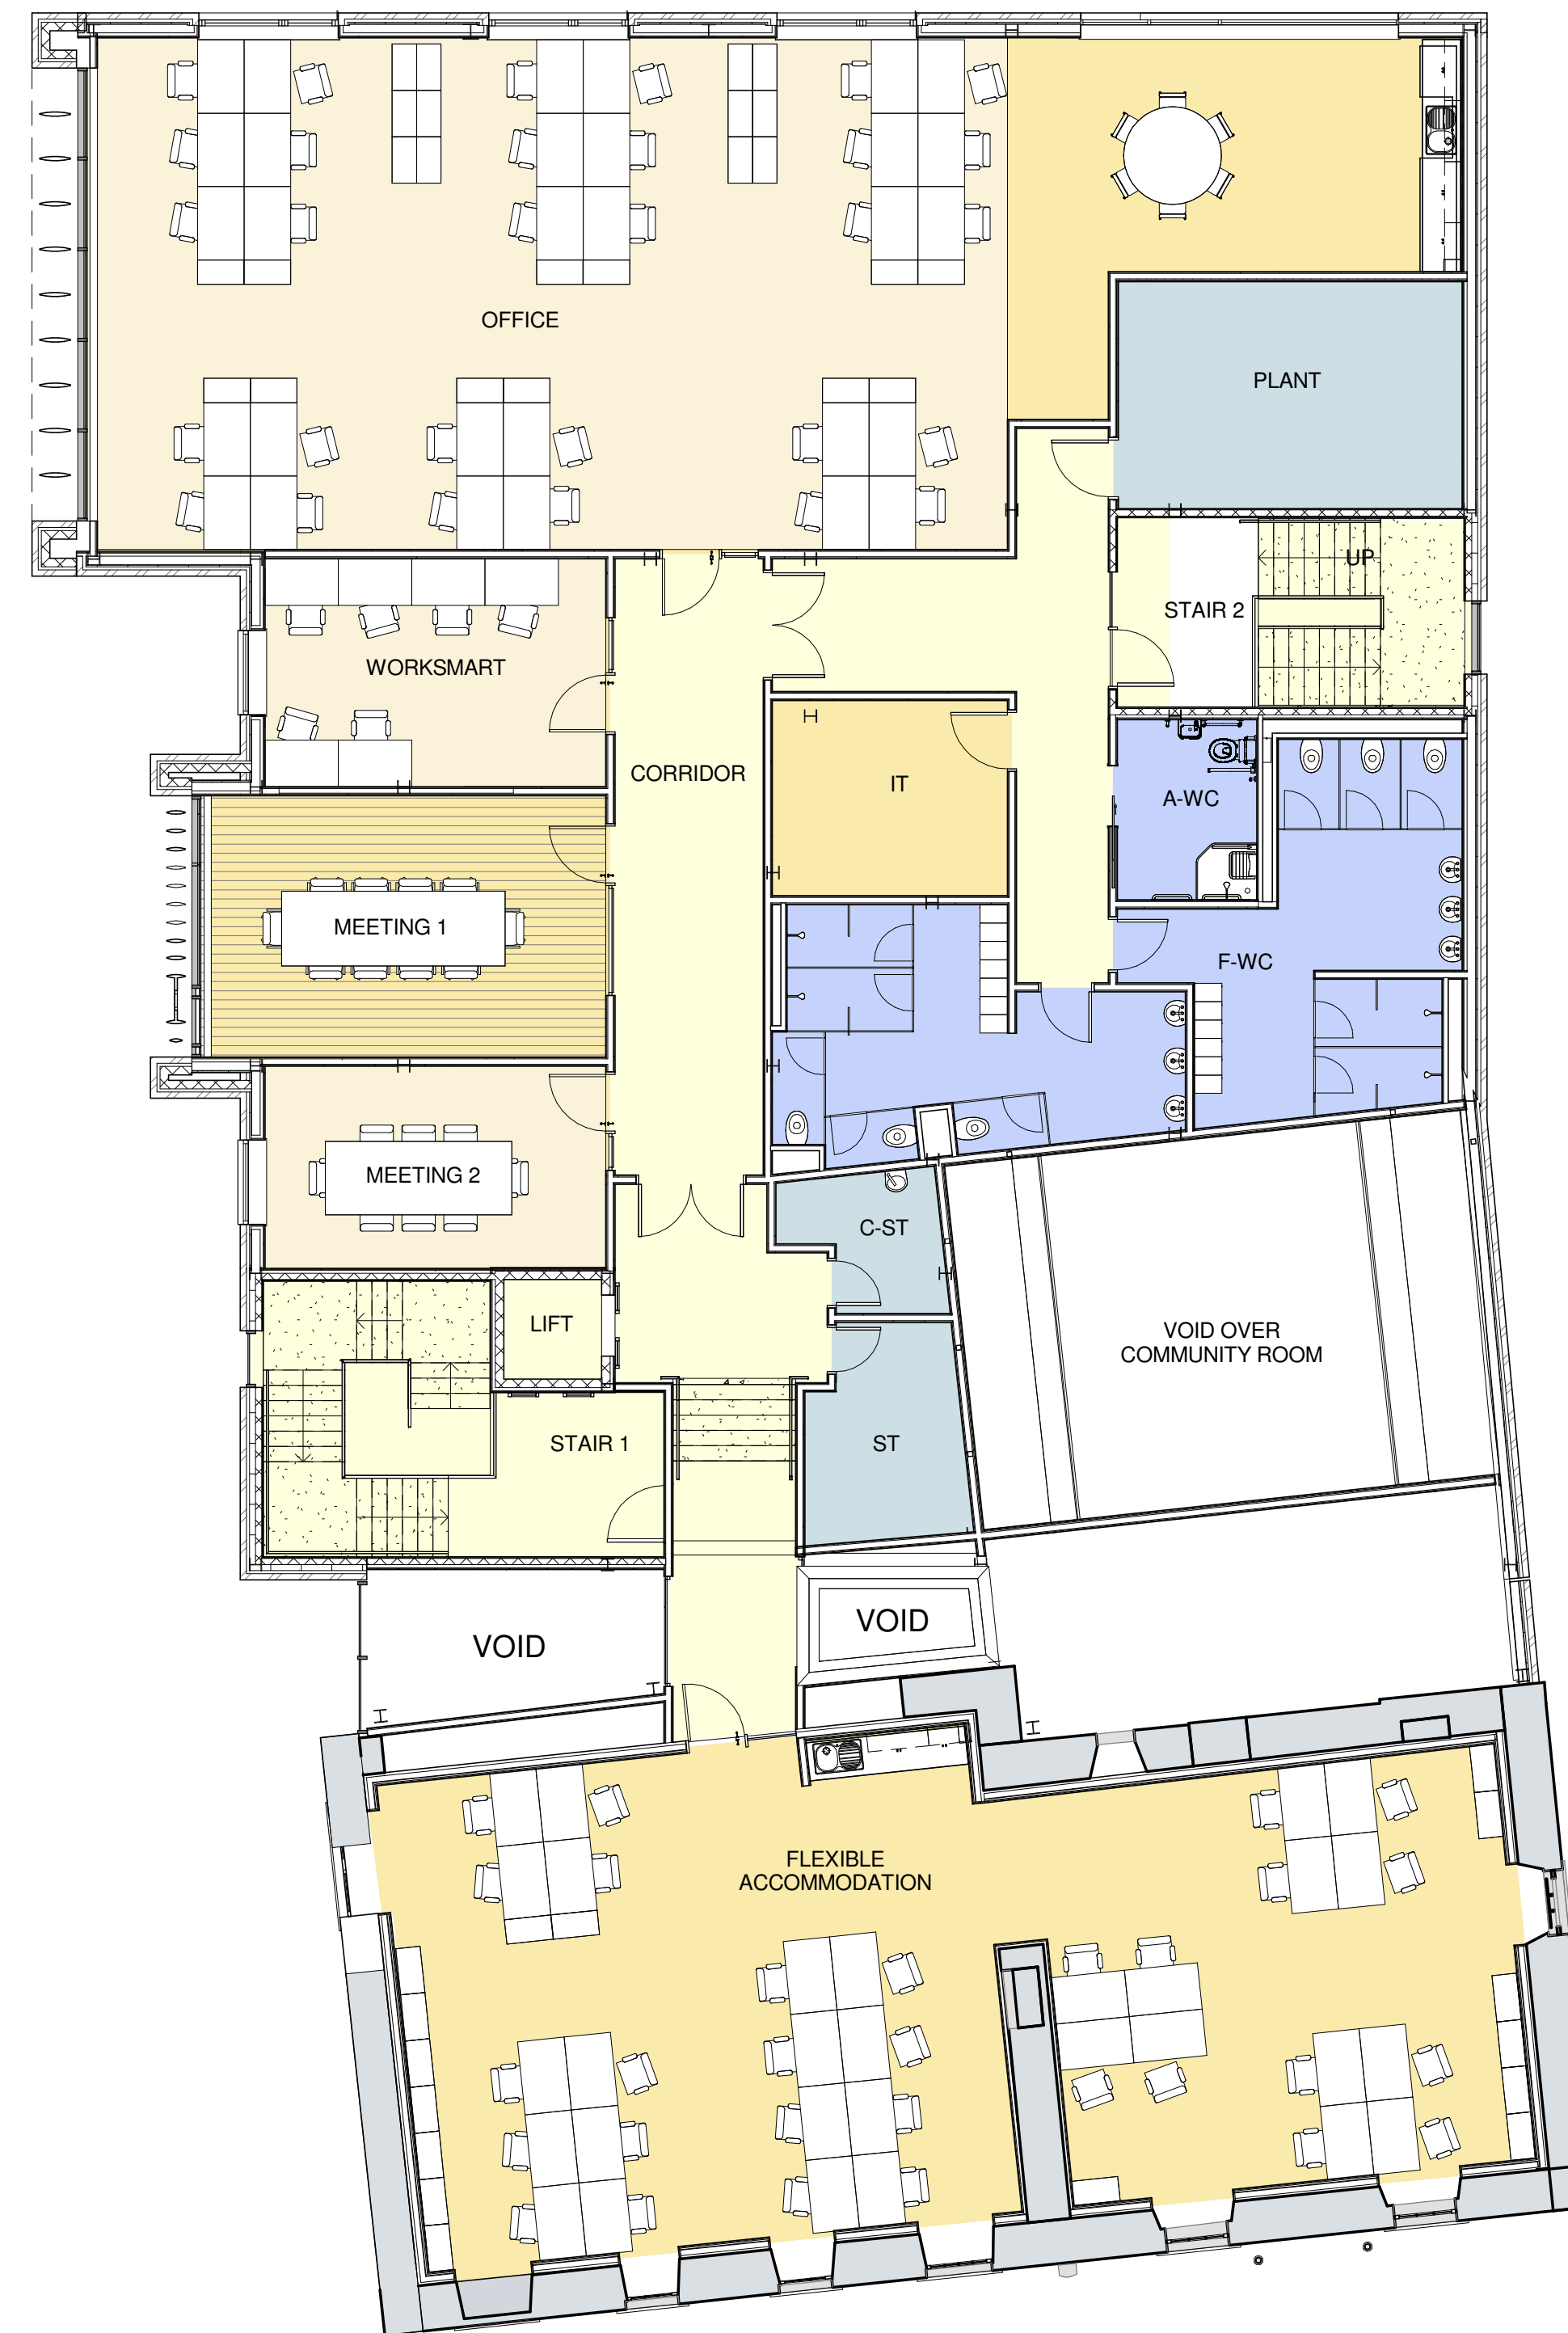 OFFICE
PLANT
UP
STAIR 2
WORKSMART
CORRIDOR
IT
A-WC
MEETING 1
F-WC
MEETING 2
C-ST
LIFT
VOID OVER
COMMUNITY ROOM
STAIR 1
ST
VOID
VOID
FLEXIBLE
ACCOMMODATION